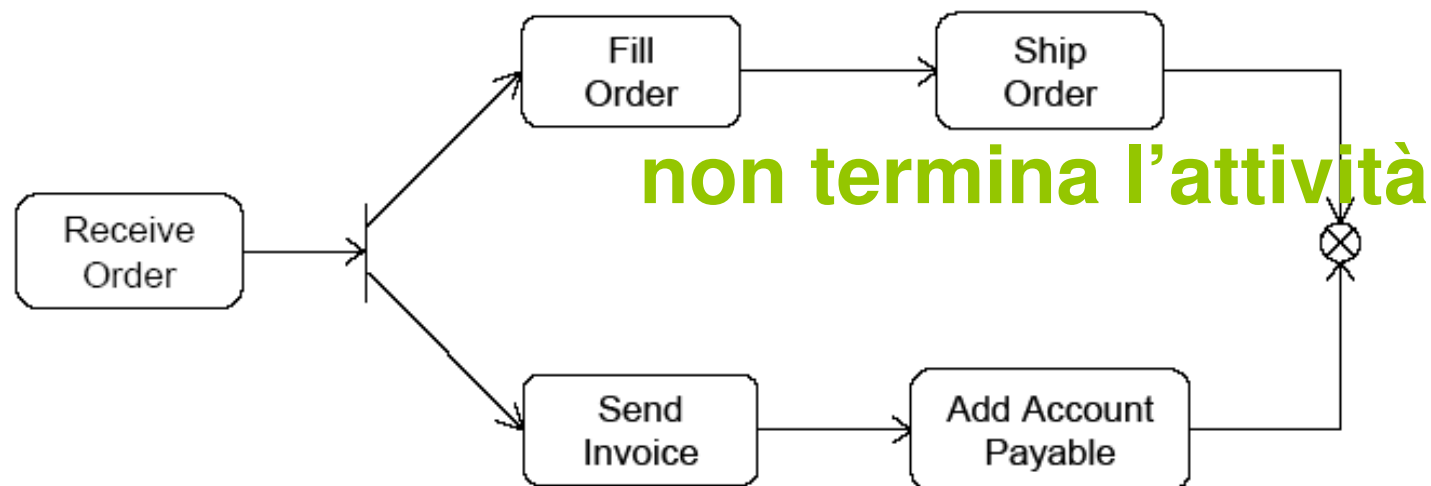 Fill
Order
Ship
Order
non termina l’attività
Receive
Order
Send
Invoice
Add Account
Payable